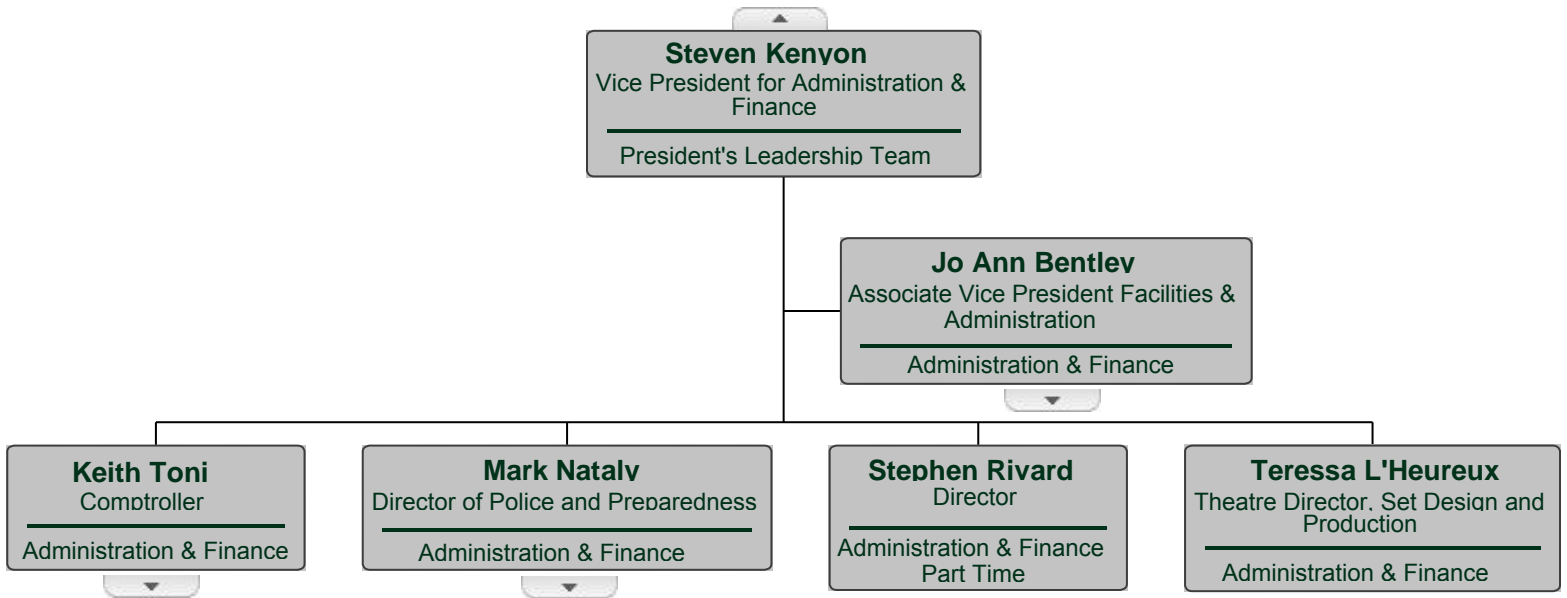 Steven Kenyon
Vice President for Administration &
Finance
President's Leadership Team
Jo Ann Bentley
Associate Vice President Facilities &
Administration
Administration & Finance
Keith Toni
Comptroller
Administration & Finance
Mark Nataly
Director of Police and Preparedness
Administration & Finance
Stephen Rivard
Director
Administration & Finance
Part Time
Teressa L'Heureux
Theatre Director, Set Design and
Production
Administration & Finance